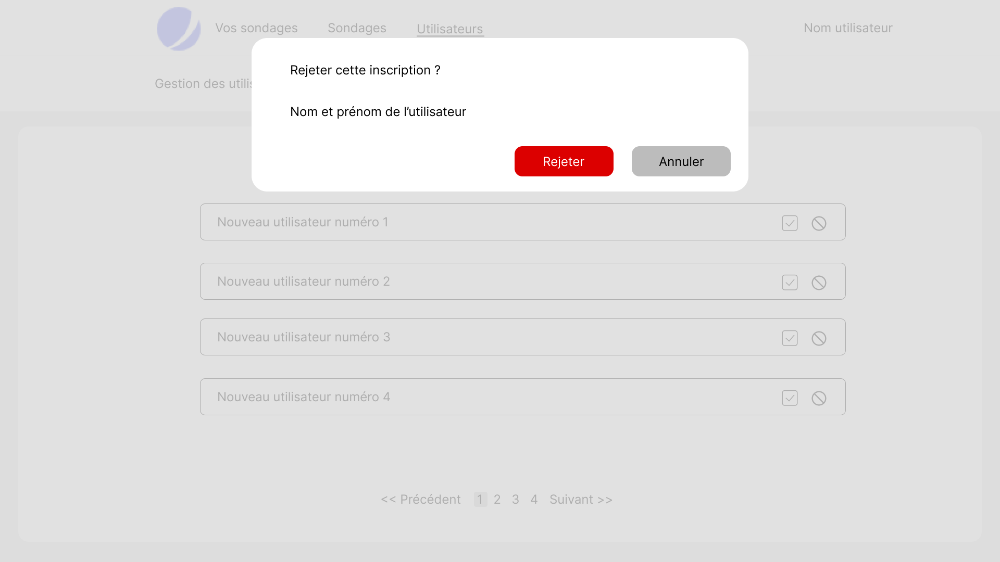 Vos sondages Sondages Utilisateurs Nom utilisateur
Gestion des utilis
Rejeter cette inscription ?
Nom et prénom de l’utilisateur
Rejeter Annuler
Nouveau utilisateur numéro 1
Nouveau utilisateur numéro 2
Nouveau utilisateur numéro 3
Nouveau utilisateur numéro 4
<< Précédent 1 2 3 4 Suivant >>